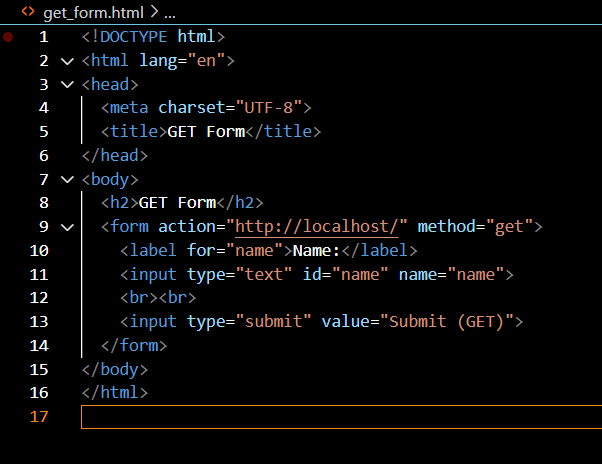 get_form.html > ...
1 <!DOCTYPE html>
2 <html lang="en">
3 <head>
4 <meta charset="UTF-8">
5 <title>GET Form</title>
6 </head>
7 <body>
8 <h2>GET Form</h2>
9 <form action="http://localhost/" method="get">
10 <label for="name">Name:</label>
11 <input type="text" id="name" name="name">
12 <br><br>
13 <input type="submit" value="Submit (GET)">
14 </form>
15 </body>
16 </html>
17